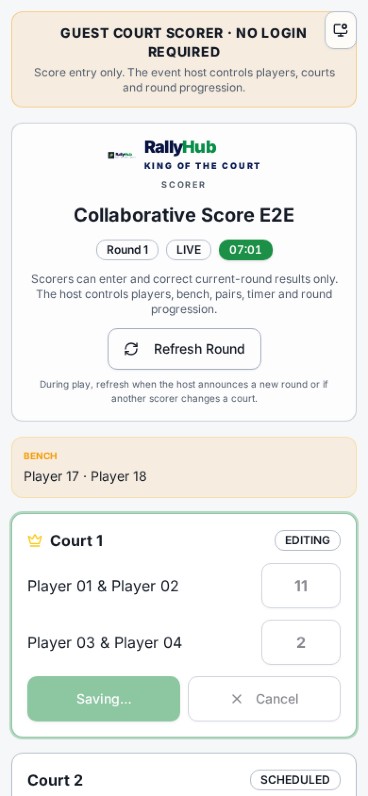 GUEST COURT SCORER · NO LOGIN
REQUIRED
Score entry only. The event host controls players, courts
and round progression.
RallyHub
RallyHub
KING OF THE COURT
SCORER
Collaborative Score E2E
Round 1
LIVE
07:01
Scorers can enter and correct current-round results only.
The host controls players, bench, pairs, timer and round
progression.
Refresh Round
During play, refresh when the host announces a new round or if
another scorer changes a court.
BENCH
Player 17 · Player 18
Court 1
EDITING
Player 01 & Player 02
11
Player 03 & Player 04
2
Saving...
Cancel
Court 2
SCHEDULED